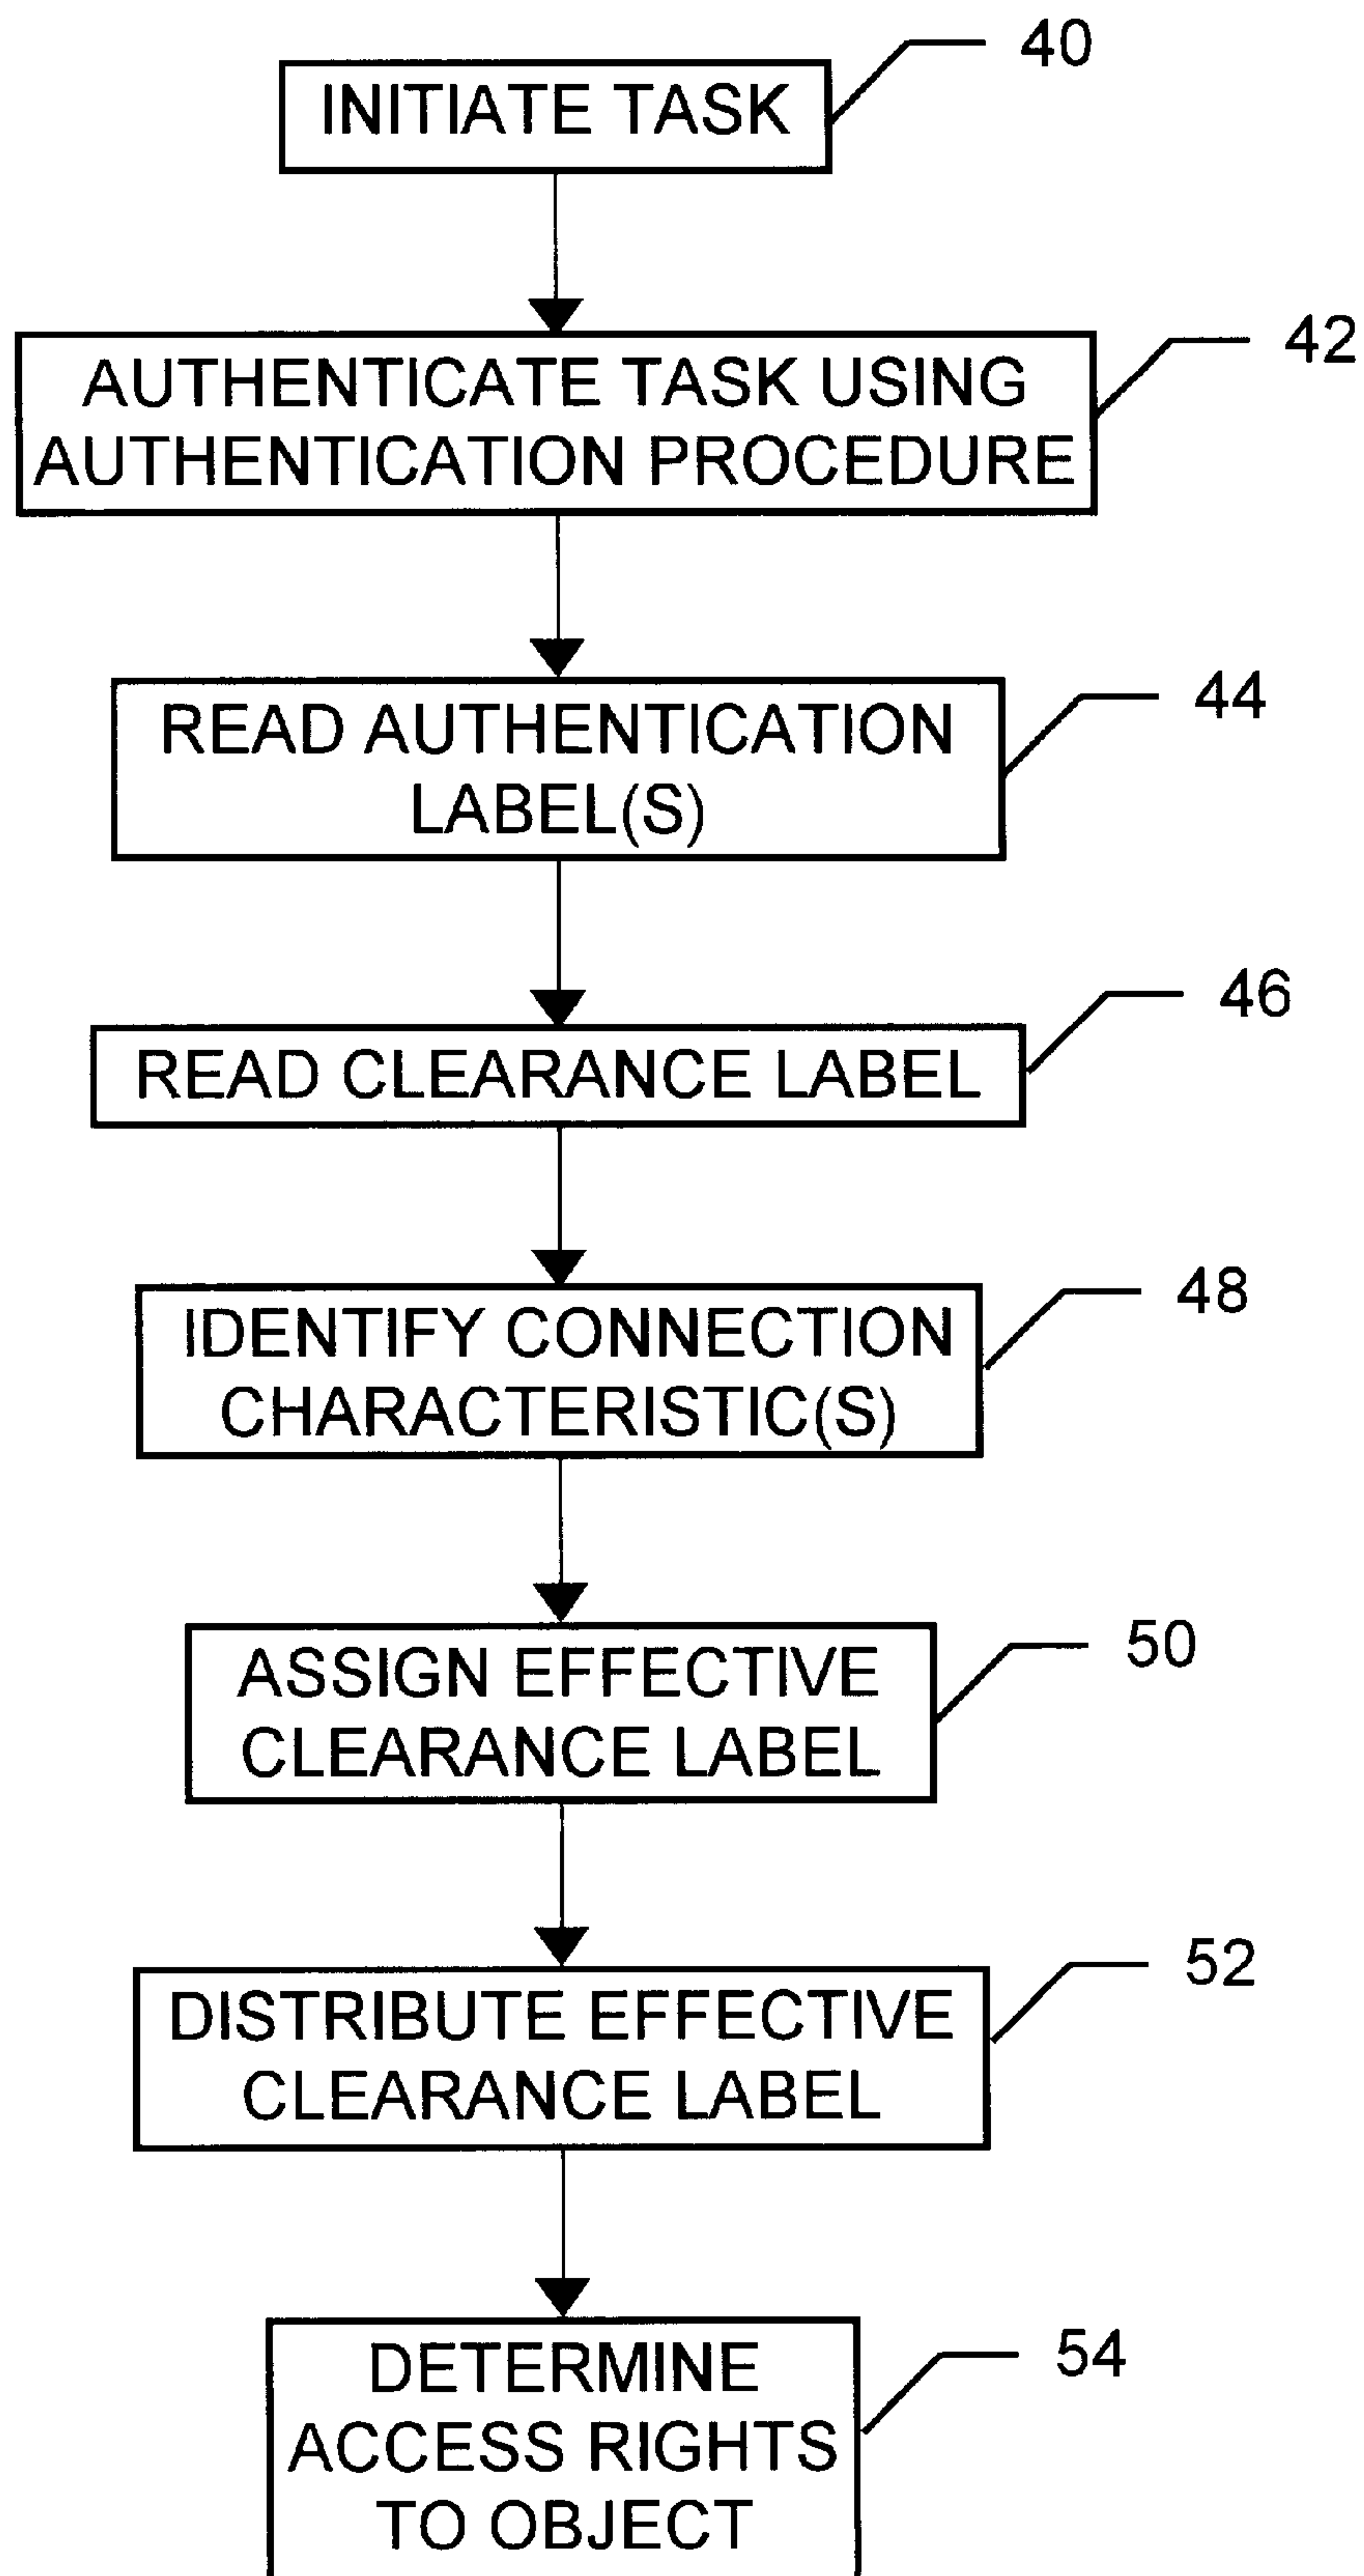 40
INITIATE TASK
42
AUTHENTICATE TASK USING
AUTHENTICATION PROCEDURE
44
READ AUTHENTICATION
LABEL(S)
46
READ CLEARANCE LABEL
48
IDENTIFY CONNECTION
CHARACTERISTIC(S)
50
ASSIGN EFFECTIVE
CLEARANCE LABEL
52
DISTRIBUTE EFFECTIVE
CLEARANCE LABEL
54
DETERMINE
ACCESS RIGHTS
TO OBJECT